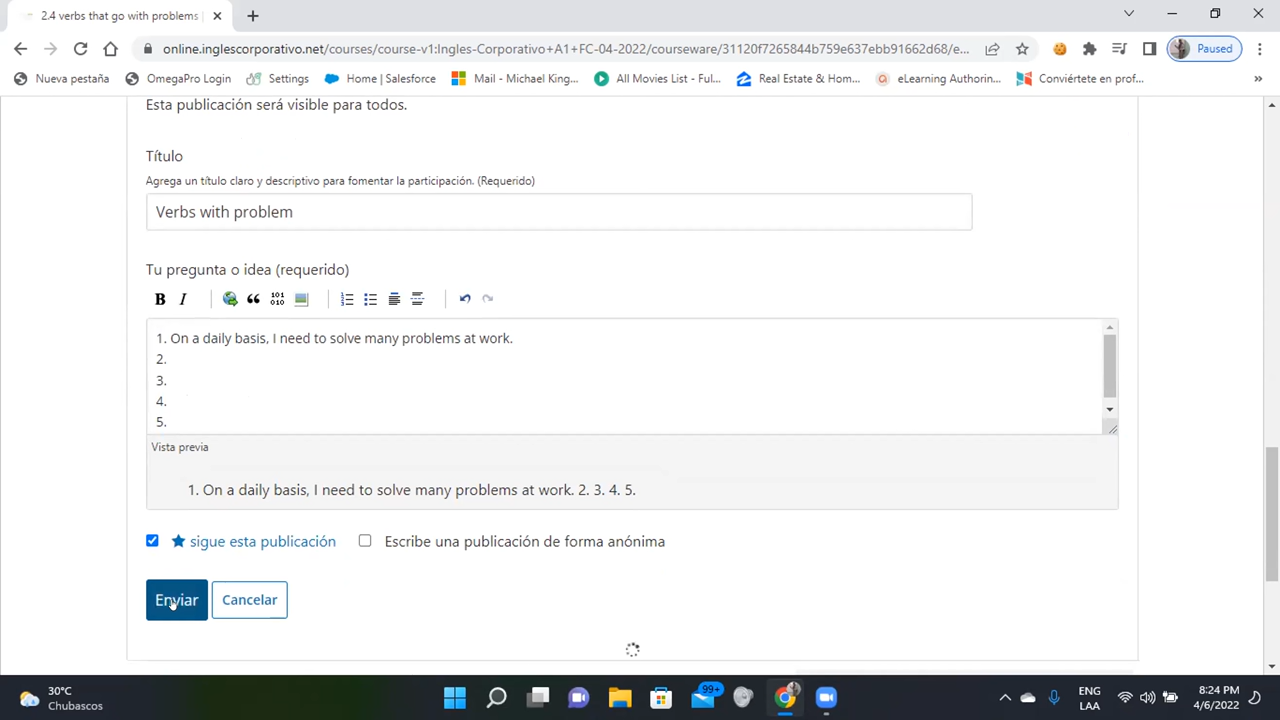 2.4 verbs that go with problems
online.inglescorporativo.net/courses/course-v1:Ingles-Corporativo+A1+FC-04-2022/courseware/31120f7265844b759e637ebb91662d68/e...
Paused
Nueva pestaña
OmegaPro Login
Settings
Home | Salesforce
Mail - Michael King...
All Movies List - Ful...
Real Estate & Hom...
eLearning Authorin...
Conviértete en prof...
»
Esta publicación será visible para todos.
Título
Agrega un título claro y descriptivo para fomentar la participación. (Requerido)
Verbs with problem
Tu pregunta o idea (requerido)
B I
101
010
1. On a daily basis, I need to solve many problems at work.
2.
3.
4.
5.
Vista previa
1. On a daily basis, I need to solve many problems at work. 2. 3. 4. 5.
sigue esta publicación
Escribe una publicación de forma anónima
Enviar
Cancelar
30°C
Chubascos
99+
ENG
LAA
8:24 PM
4/6/2022